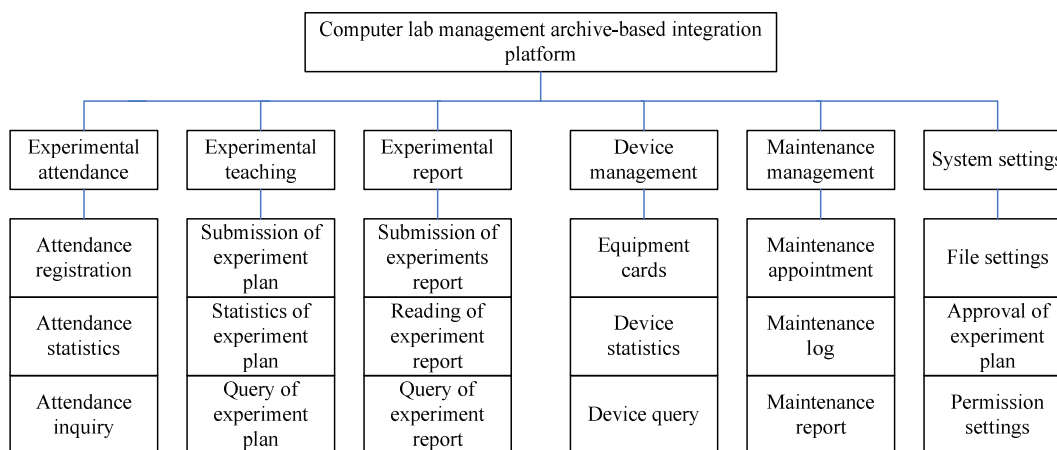 Computer lab management archive-based integration
platform
Experimental
attendance
Experimental
teaching
Experimental
report
Device
management
Maintenance
management
System settings
Attendance
registration
Submission of
experiment
plan
Submission of
experiments
report
Equipment
cards
Maintenance
appointment
File settings
Attendance
statistics
Statistics of
experiment
plan
Reading of
experiment
report
Device
statistics
Maintenance
log
Approval of
experiment
plan
Attendance
inquiry
Query of
experiment
plan
Query of
experiment
report
Device query
Maintenance
report
Permission
settings